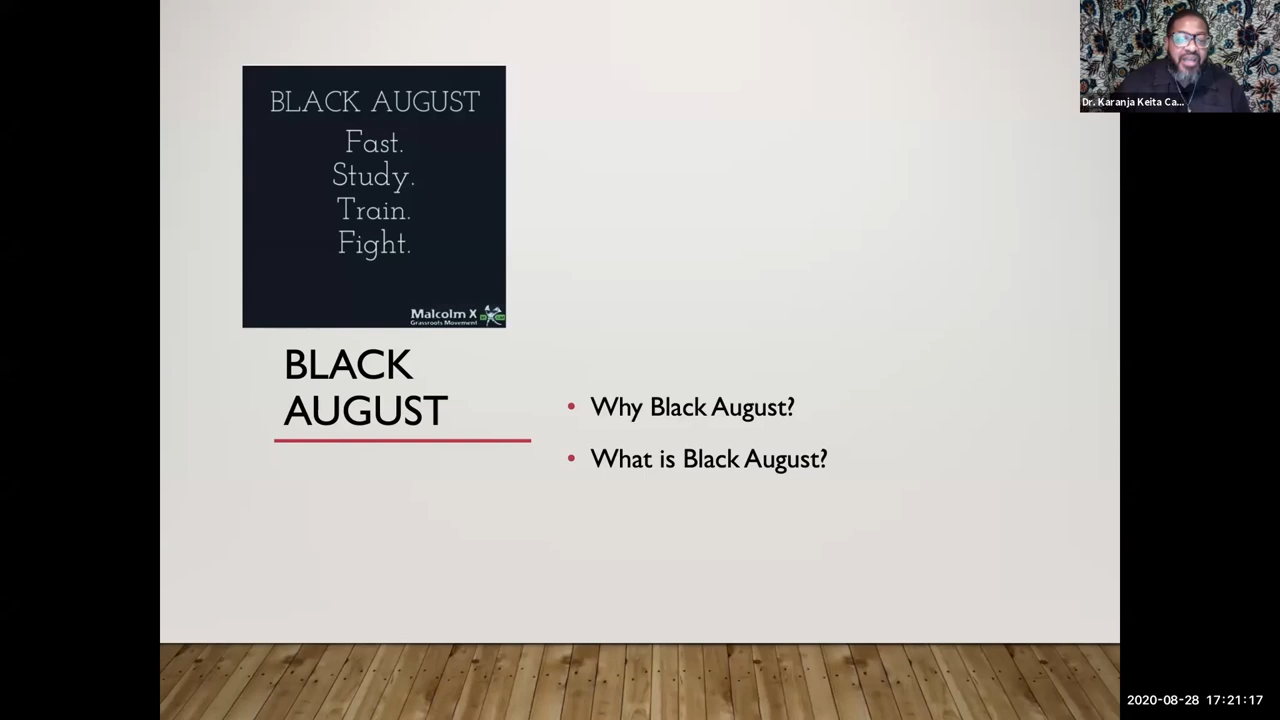 BLACK AUGUST
Fast.
Study.
Train.
Fight.
Malcolm X
Grassroots Movement
BLACK
AUGUST
• Why Black August?
• What is Black August?
Dr. Karanja Keita Ca...
2020-08-28 17:21:17